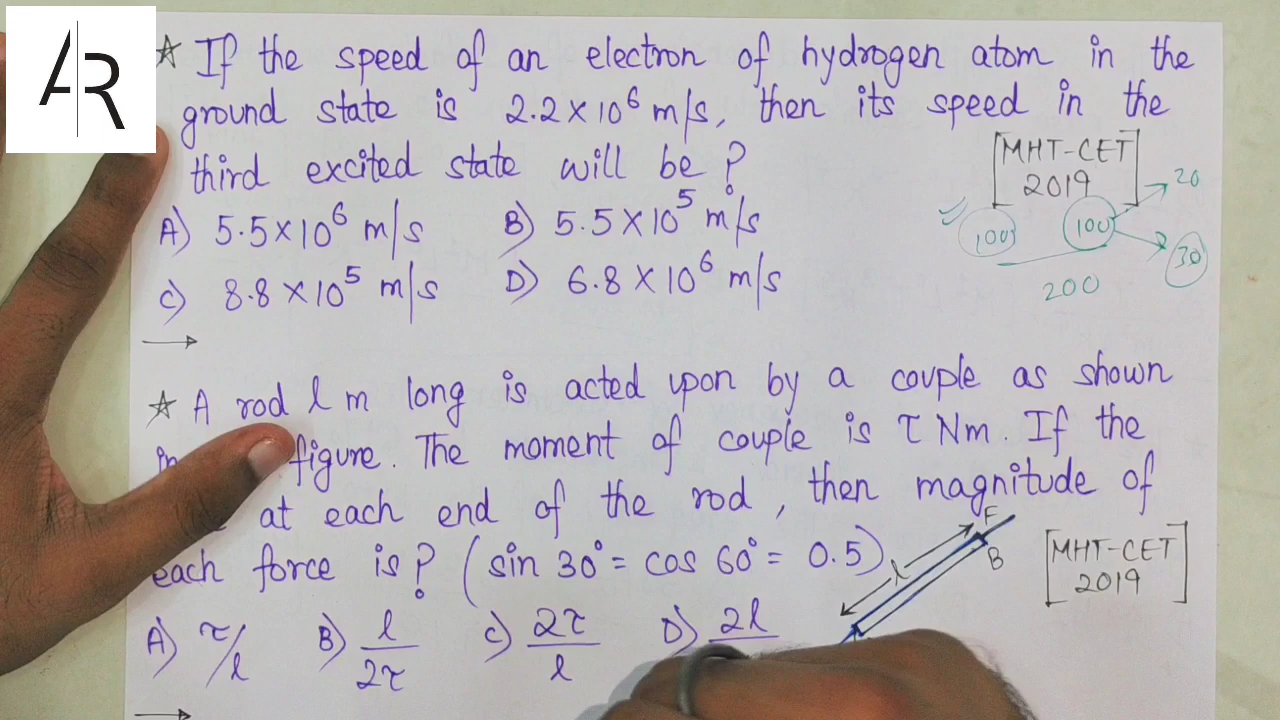 AR
☆ If the speed of an electron of hydrogen atom in the
ground state is 2.2×10⁶ m/s, then its speed in the
third excited state will be?
[MHT-CET
2019]
A) 5.5×10⁶ m/s B) 5.5×10⁵ m/s
C) 8.8×10⁵ m/s D) 6.8×10⁶ m/s
100 100 20
30
200
→
☆ A rod l m long is acted upon by a couple as shown
figure. The moment of couple is τ Nm. If the
at each end of the rod, then magnitude of
each force is? (sin 30° = cos 60° = 0.5)
F
l
B
[MHT-CET
2019]
A) τ/l B) l/2τ C) 2τ/l D) 2l
→